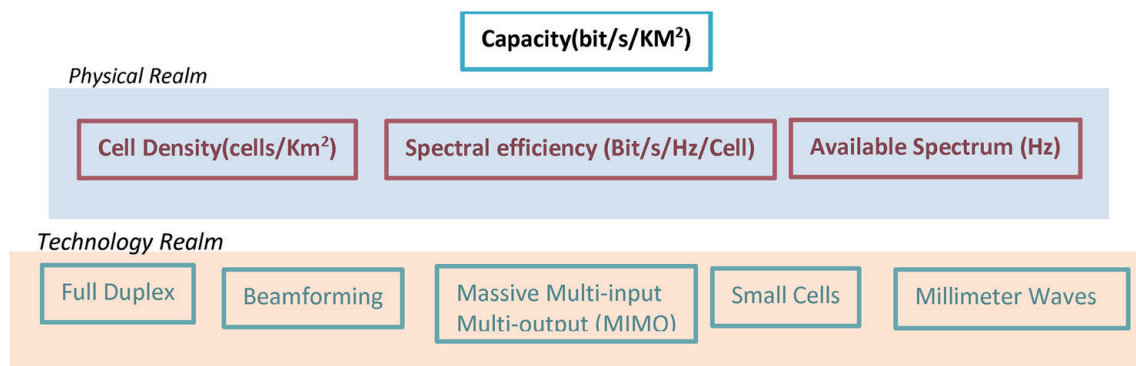 Capacity(bit/s/KM²)
Physical Realm
Cell Density(cells/Km²)
Spectral efficiency (Bit/s/Hz/Cell)
Available Spectrum (Hz)
Technology Realm
Full Duplex
Beamforming
Massive Multi-input
Multi-output (MIMO)
Small Cells
Millimeter Waves